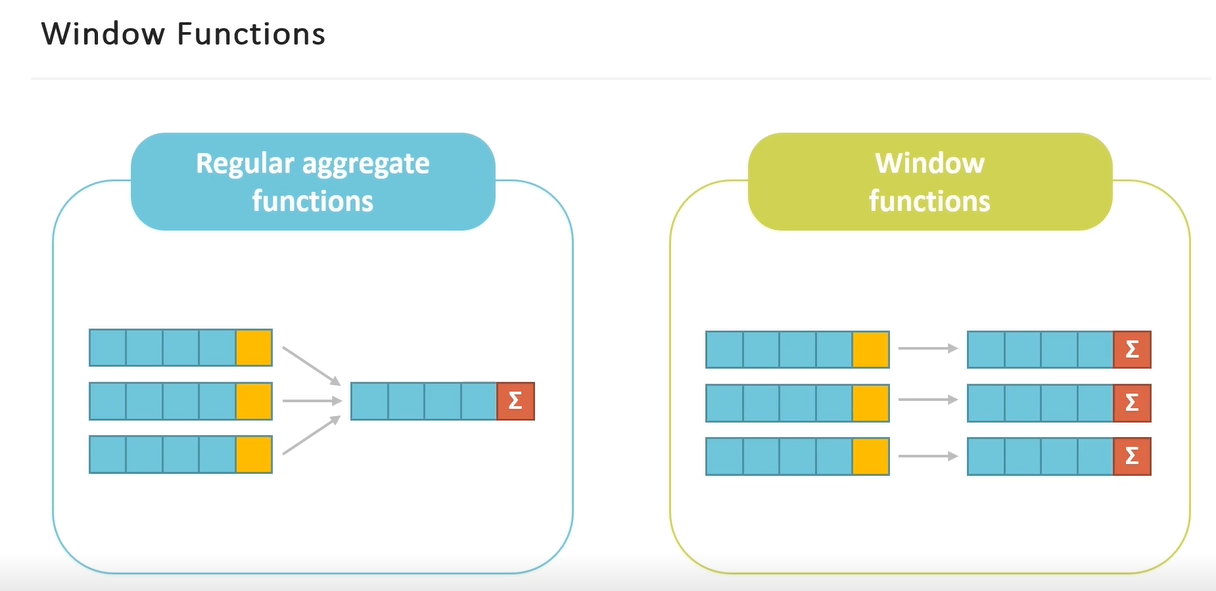 Window Functions
Regular aggregate
functions
Window
functions
Σ
Σ
Σ
Σ